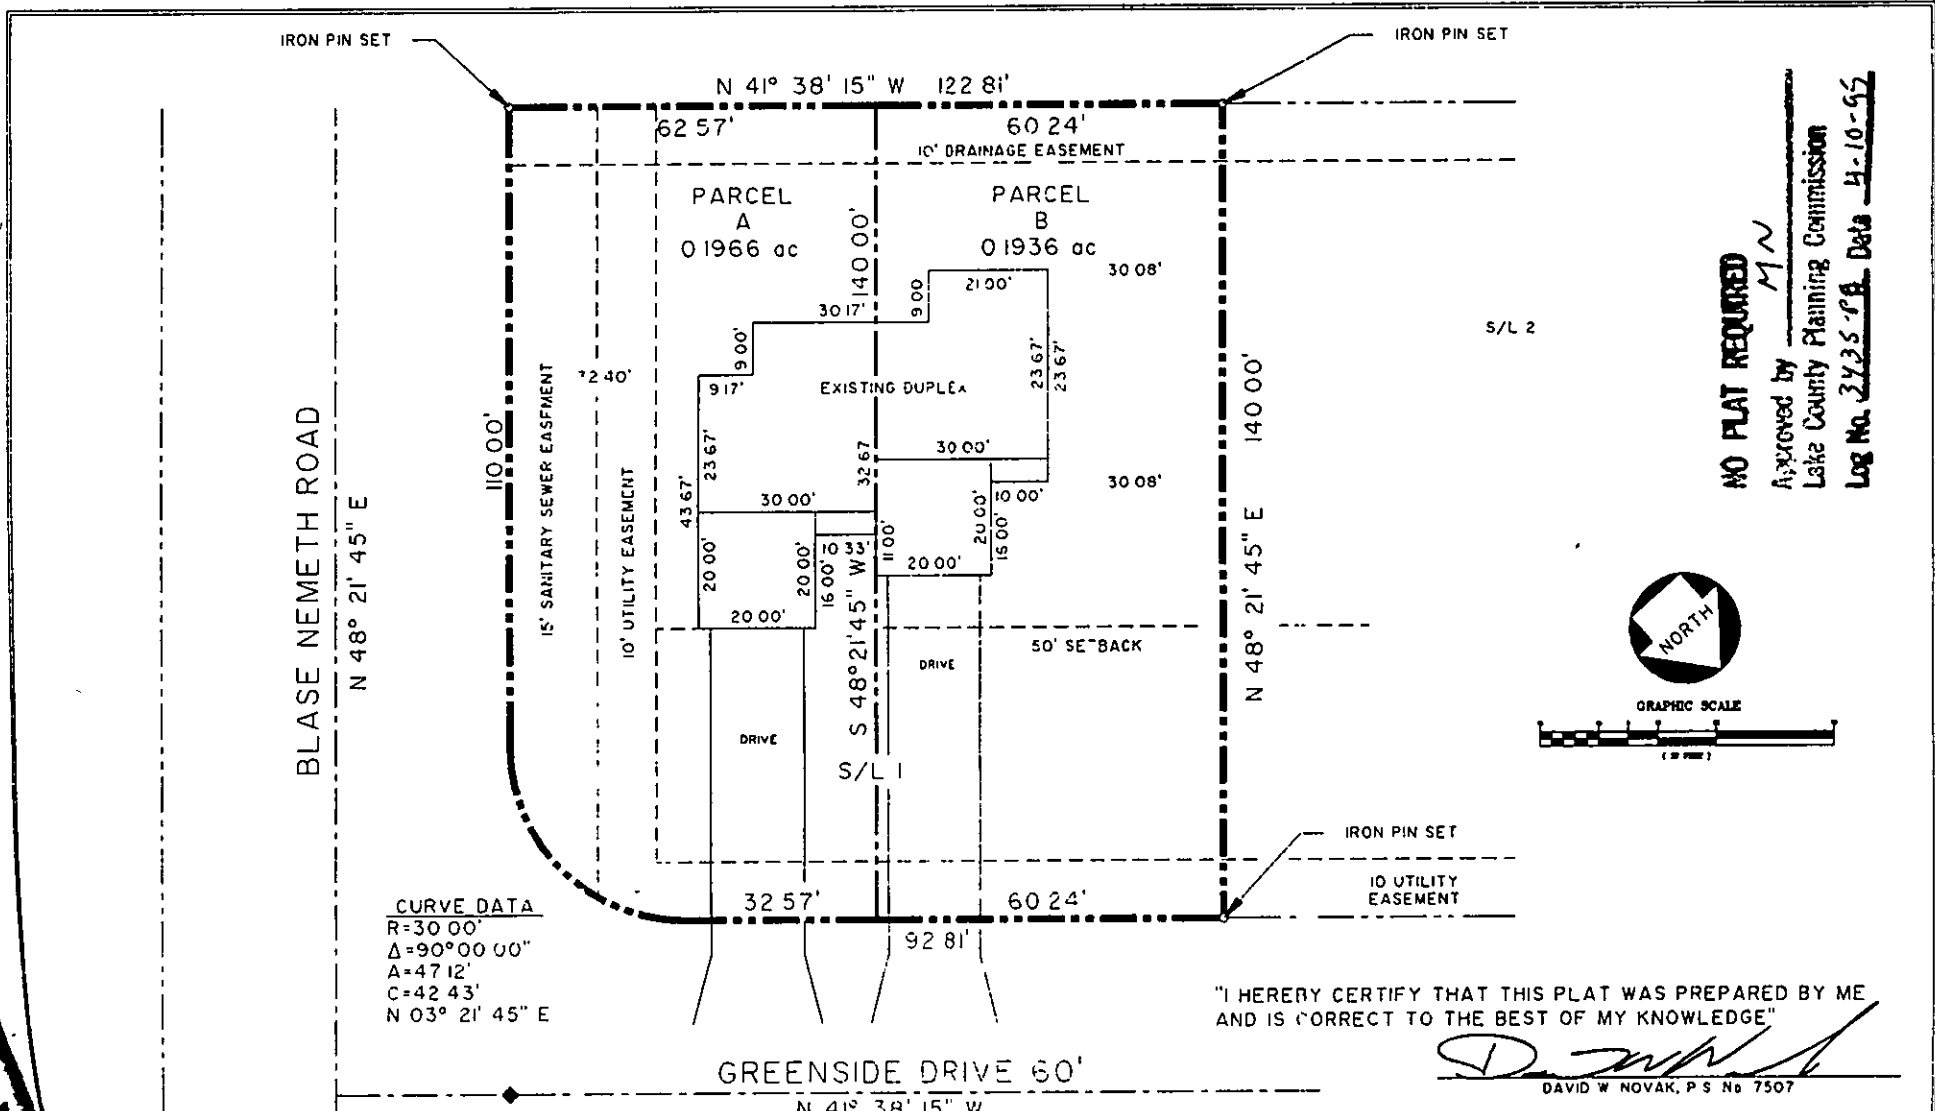 IRON PIN SET
IRON PIN SET
N 41° 38' 15" W 122 81'
62 57'
60 24'
10' DRAINAGE EASEMENT
PARCEL
A
0 1966 ac
PARCEL
B
0 1936 ac
140 00'
30 08'
21 00'
9 00
30 17'
9 00'
9 17'
23 67'
23 67'
EXISTING DUPLEX
S/L 2
15' SANITARY SEWER EASEMENT
10' UTILITY EASEMENT
110 00'
BLASE NEMETH ROAD
N 48° 21' 45" E
43 67'
23 67'
32 67
30 00'
30 00'
30 08'
10 00'
20 00'
16 00'
11 00'
20 00'
10 33'
20 00'
20 00'
16 00'
20 00'
S 48° 21' 45" W
140 00'
N 48° 21' 45" E
50' SETBACK
DRIVE
DRIVE
S/L 1
IRON PIN SET
10 UTILITY
EASEMENT
32 57'
60 24'
92 81'
CURVE DATA
R=30 00'
Δ=90°00 00"
A=47 12'
C=42 43'
N 03° 21' 45" E
GREENSIDE DRIVE 60'
N 41° 38' 15" W
NO PLAT REQUIRED
Approved by MN
Lake County Planning Commission
Log No. Date 4-10-95
NORTH
GRAPHIC SCALE
"I HEREBY CERTIFY THAT THIS PLAT WAS PREPARED BY ME
AND IS CORRECT TO THE BEST OF MY KNOWLEDGE"
DAVID W NOVAK, P S No 7507